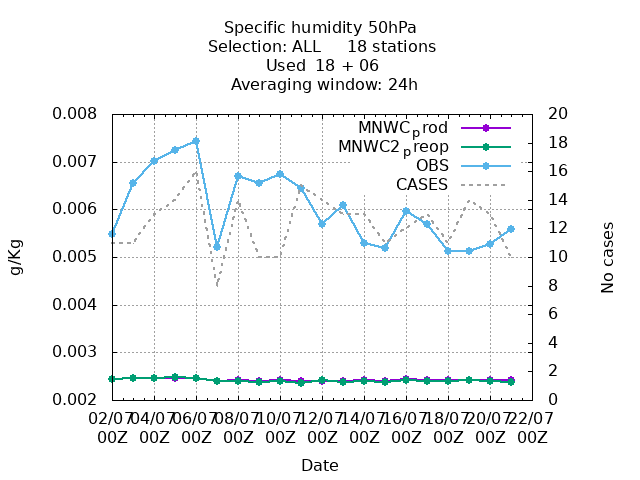 Specific humidity 50hPa
Selection: ALL 18 stations
Used 18 + 06
Averaging window: 24h
MNWCprod
MNWC2preop
OBS
CASES
0.008
0.007
0.006
0.005
0.004
0.003
0.002
g/Kg
20
18
16
14
12
10
8
6
4
2
0
No cases
02/07 04/07 06/07 08/07 10/07 12/07 14/07 16/07 18/07 20/07 22/07
00Z 00Z 00Z 00Z 00Z 00Z 00Z 00Z 00Z 00Z 00Z
Date